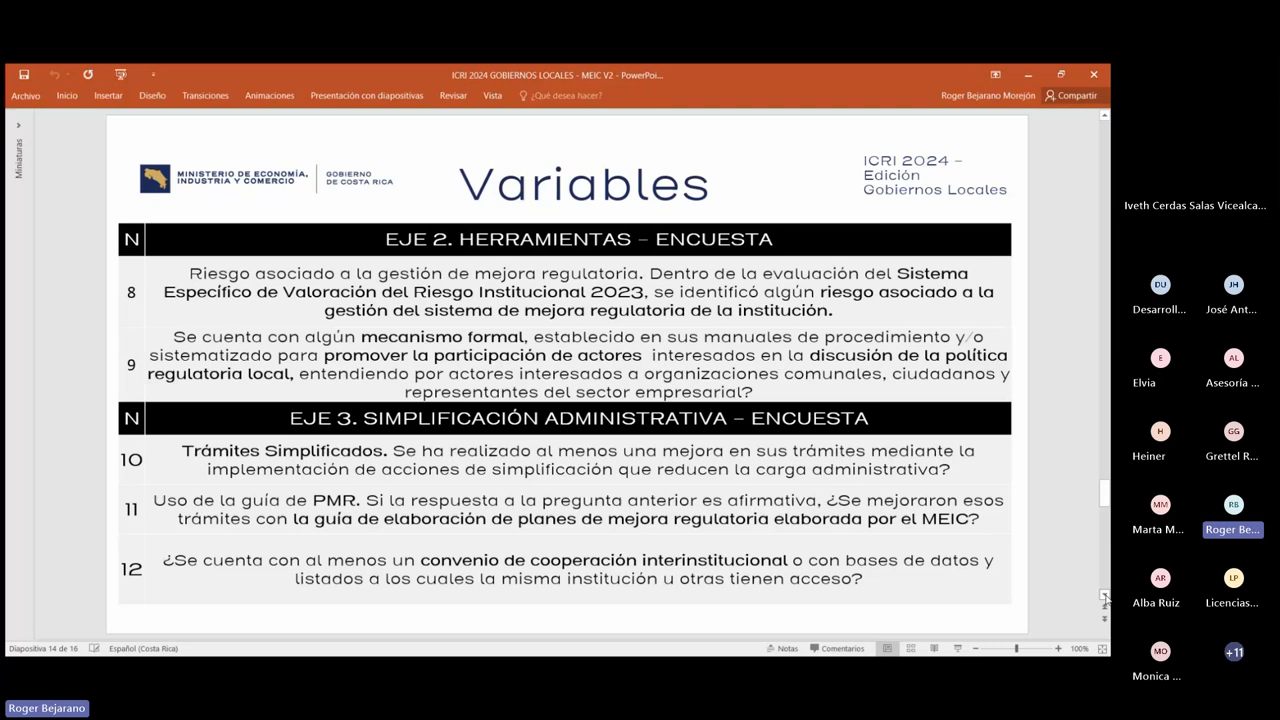 ICRI 2024 GOBIERNOS LOCALES - MEIC V2 - PowerPoi...
Archivo Inicio Insertar Diseño Transiciones Animaciones Presentación con diapositivas Revisar Vista ¿Qué desea hacer? Roger Bejarano Morejón Compartir
Miniaturas
MINISTERIO DE ECONOMÍA,
INDUSTRIA Y COMERCIO
GOBIERNO
DE COSTA RICA
Variables
ICRI 2024 –
Edición
Gobiernos Locales
N EJE 2. HERRAMIENTAS – ENCUESTA
8 Riesgo asociado a la gestión de mejora regulatoria. Dentro de la evaluación del Sistema
Específico de Valoración del Riesgo Institucional 2023, se identificó algún riesgo asociado a la
gestión del sistema de mejora regulatoria de la institución.
9 Se cuenta con algún mecanismo formal, establecido en sus manuales de procedimiento y/o
sistematizado para promover la participación de actores interesados en la discusión de la política
regulatoria local, entendiendo por actores interesados a organizaciones comunales, ciudadanos y
representantes del sector empresarial?
N EJE 3. SIMPLIFICACIÓN ADMINISTRATIVA – ENCUESTA
10 Trámites Simplificados. Se ha realizado al menos una mejora en sus trámites mediante la
implementación de acciones de simplificación que reducen la carga administrativa?
11 Uso de la guía de PMR. Si la respuesta a la pregunta anterior es afirmativa, ¿Se mejoraron esos
trámites con la guía de elaboración de planes de mejora regulatoria elaborada por el MEIC?
12 ¿Se cuenta con al menos un convenio de cooperación interinstitucional o con bases de datos y
listados a los cuales la misma institución u otras tienen acceso?
Diapositiva 14 de 16 Español (Costa Rica) Notas Comentarios 100%
Iveth Cerdas Salas Vicealca...
DU JH
Desarroll... José Ant...
E AL
Elvia Asesoría ...
H GG
Heiner Grettel R...
MM RB
Marta M... Roger Be...
AR LP
Alba Ruiz Licencias...
MO +11
Monica ...
Roger Bejarano